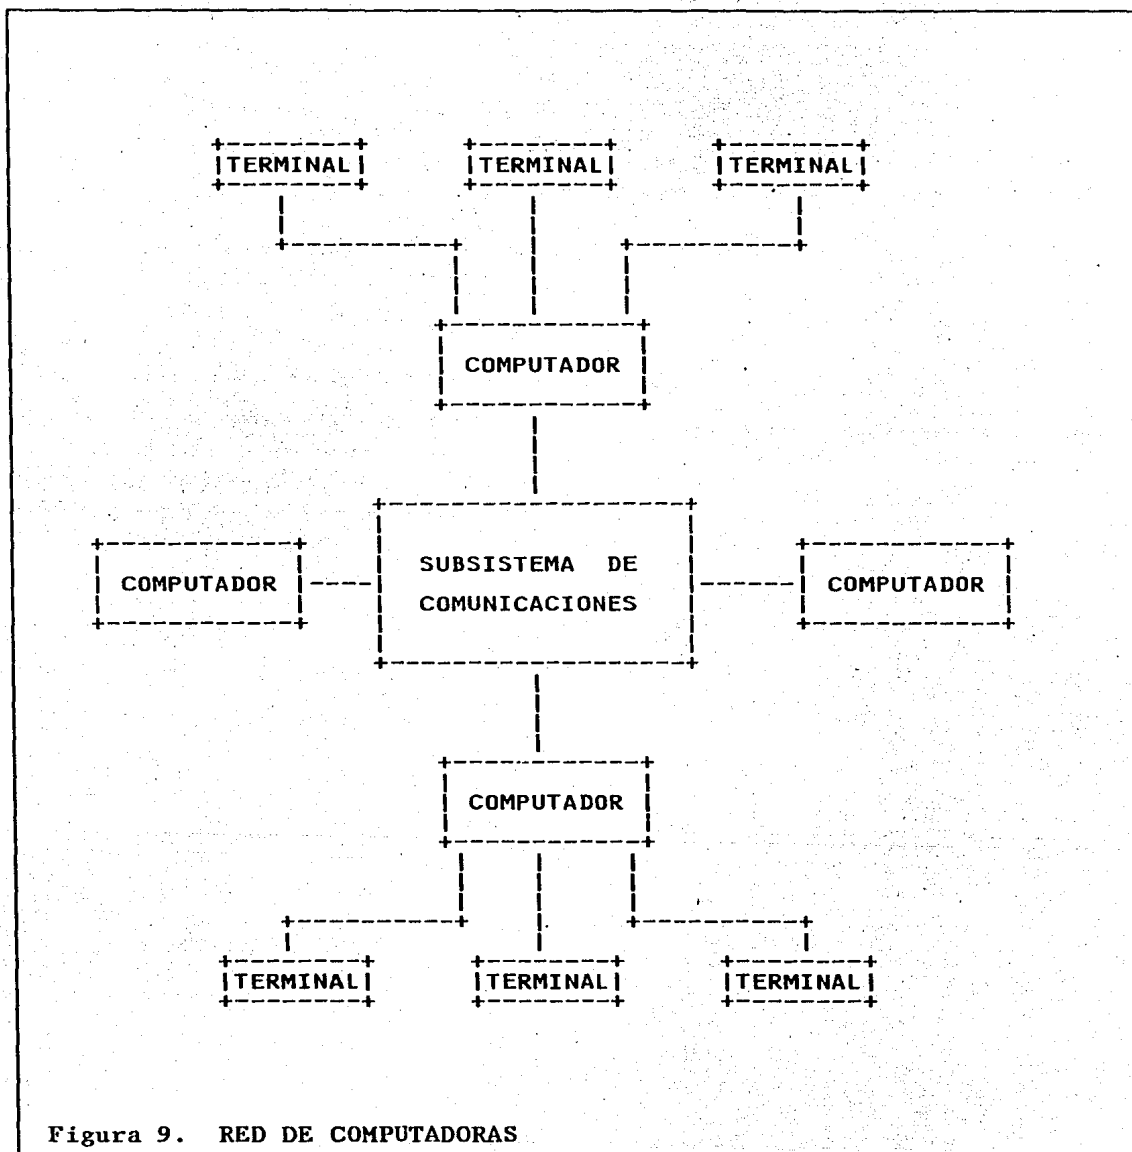 TERMINAL TERMINAL TERMINAL
COMPUTADOR
SUBSISTEMA DE
COMPUTADOR COMPUTADOR
COMUNICACIONES
COMPUTADOR
TERMINAL TERMINAL TERMINAL
Figura 9. RED DE COMPUTADORAS